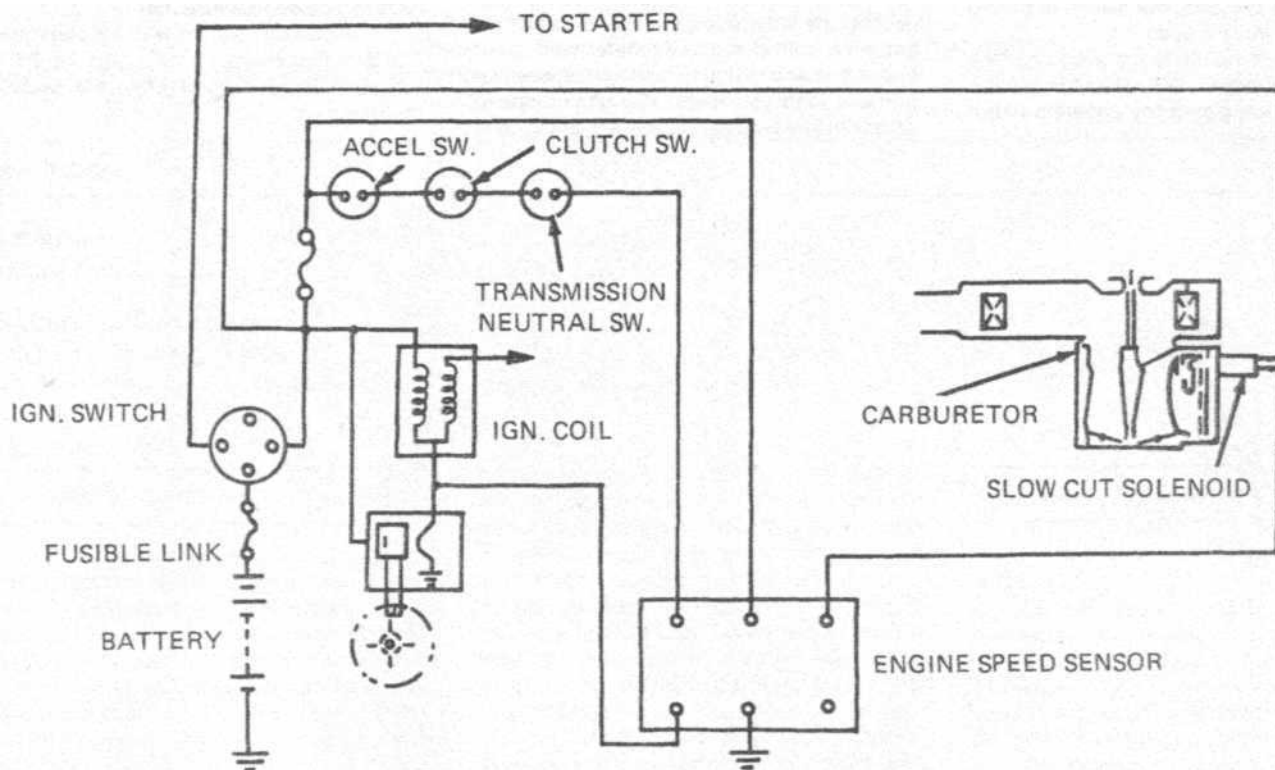 TO STARTER
ACCEL SW.
CLUTCH SW.
TRANSMISSION
NEUTRAL SW.
IGN. SWITCH
IGN. COIL
CARBURETOR
SLOW CUT SOLENOID
FUSIBLE LINK
BATTERY
ENGINE SPEED SENSOR